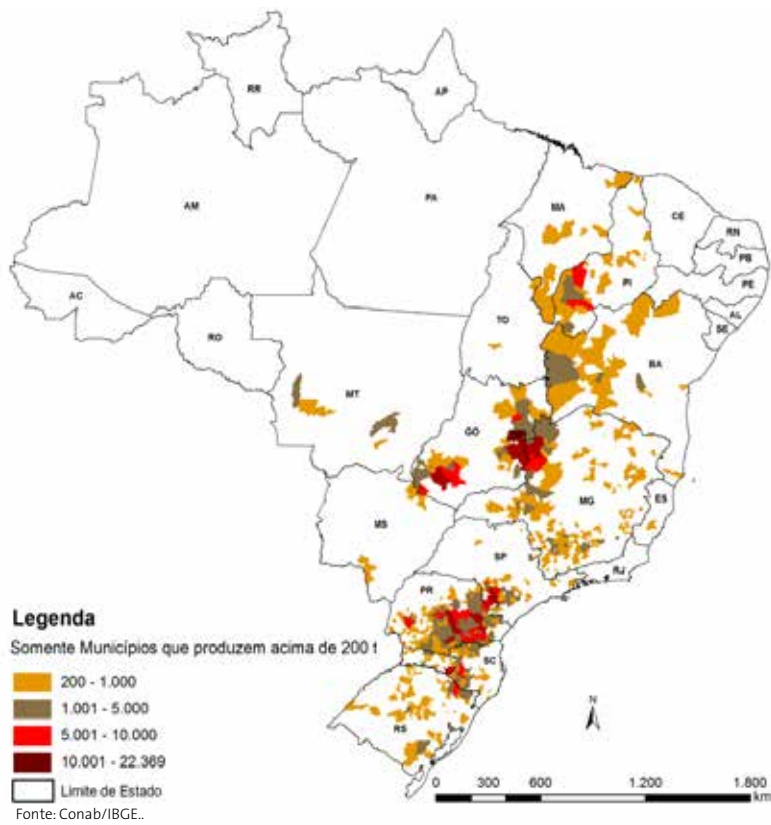 RR
AP
AM
PA
MA
CE
RN
PB
PE
AL
SE
PI
AC
TO
RO
BA
MT
GO
MG
ES
MS
SP
RJ
PR
SC
RS
Legenda
Somente Municípios que produzem acima de 200 t
200 - 1.000
1.001 - 5.000
5.001 - 10.000
10.001 - 22.369
Limite de Estado
N
0 300 600 1.200 1.800
km
Fonte: Conab/IBGE..